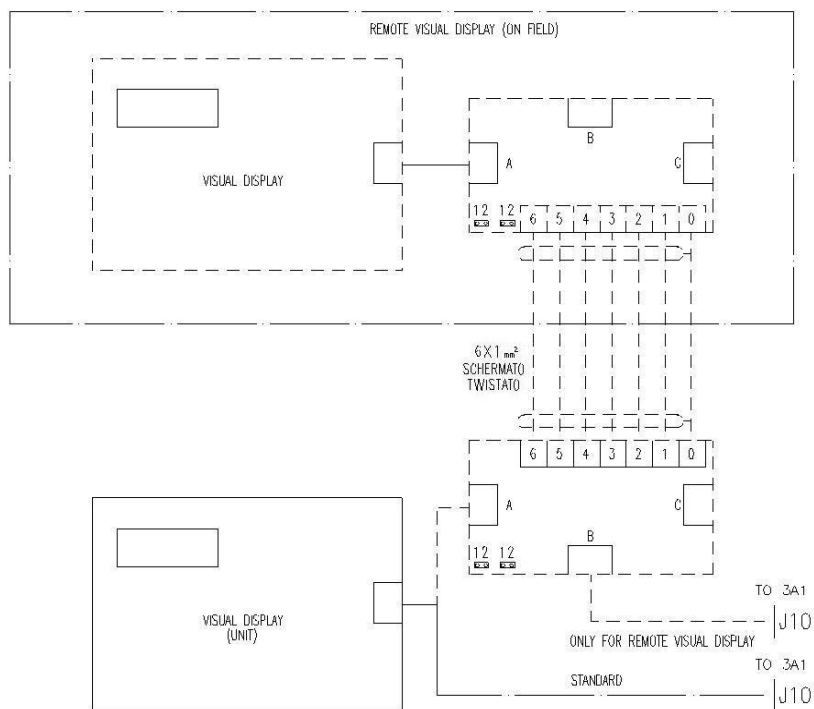 REMOTE VISUAL DISPLAY (ON FIELD)
B
A
C
VISUAL DISPLAY
12 12 6 5 4 3 2 1 0
6X1 mm²
SCHERMATO
TWISTATO
6 5 4 3 2 1 0
A
C
B
12 12
TO 3A1
J10
VISUAL DISPLAY
(UNIT)
ONLY FOR REMOTE VISUAL DISPLAY
TO 3A1
STANDARD
J10